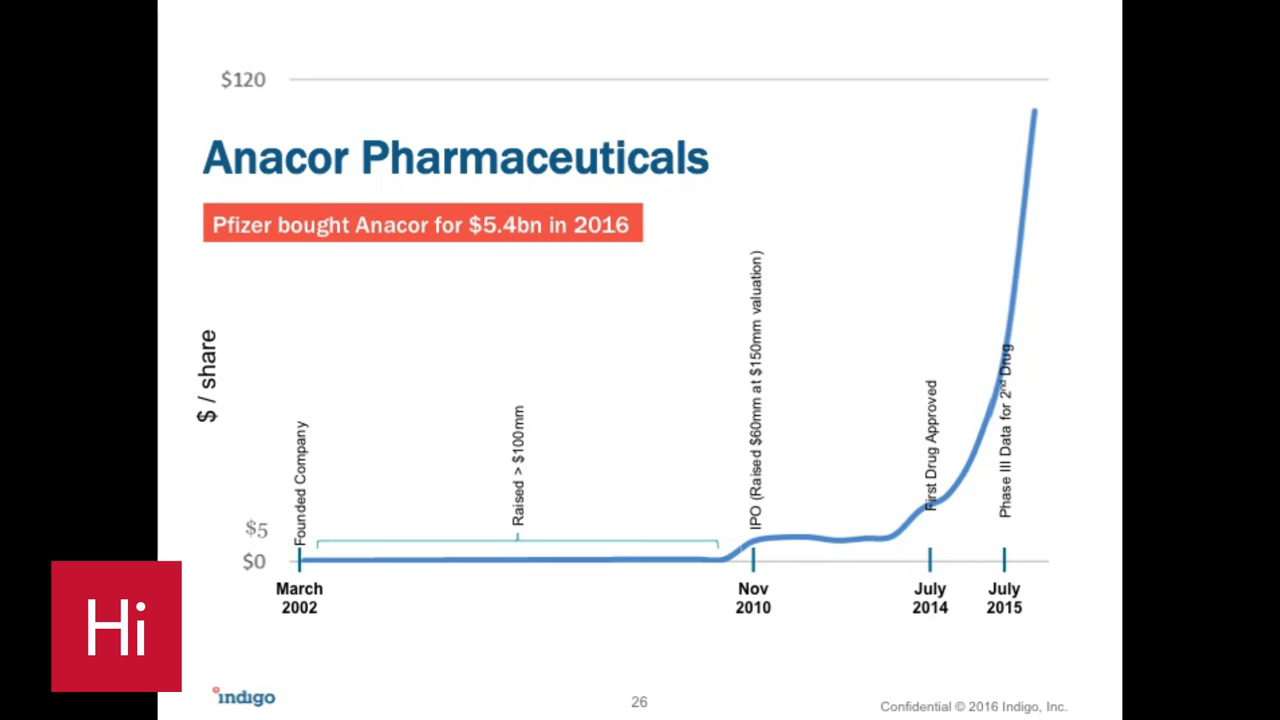 $120
Anacor Pharmaceuticals
Pfizer bought Anacor for $5.4bn in 2016
$ / share
Founded Company
Raised > $100mm
IPO (Raised $60mm at $150mm valuation)
First Drug Approved
Phase III Data for 2nd Drug
$5
$0
March
2002
Nov
2010
July
2014
July
2015
Hi
indigo
26
Confidential © 2016 Indigo, Inc.